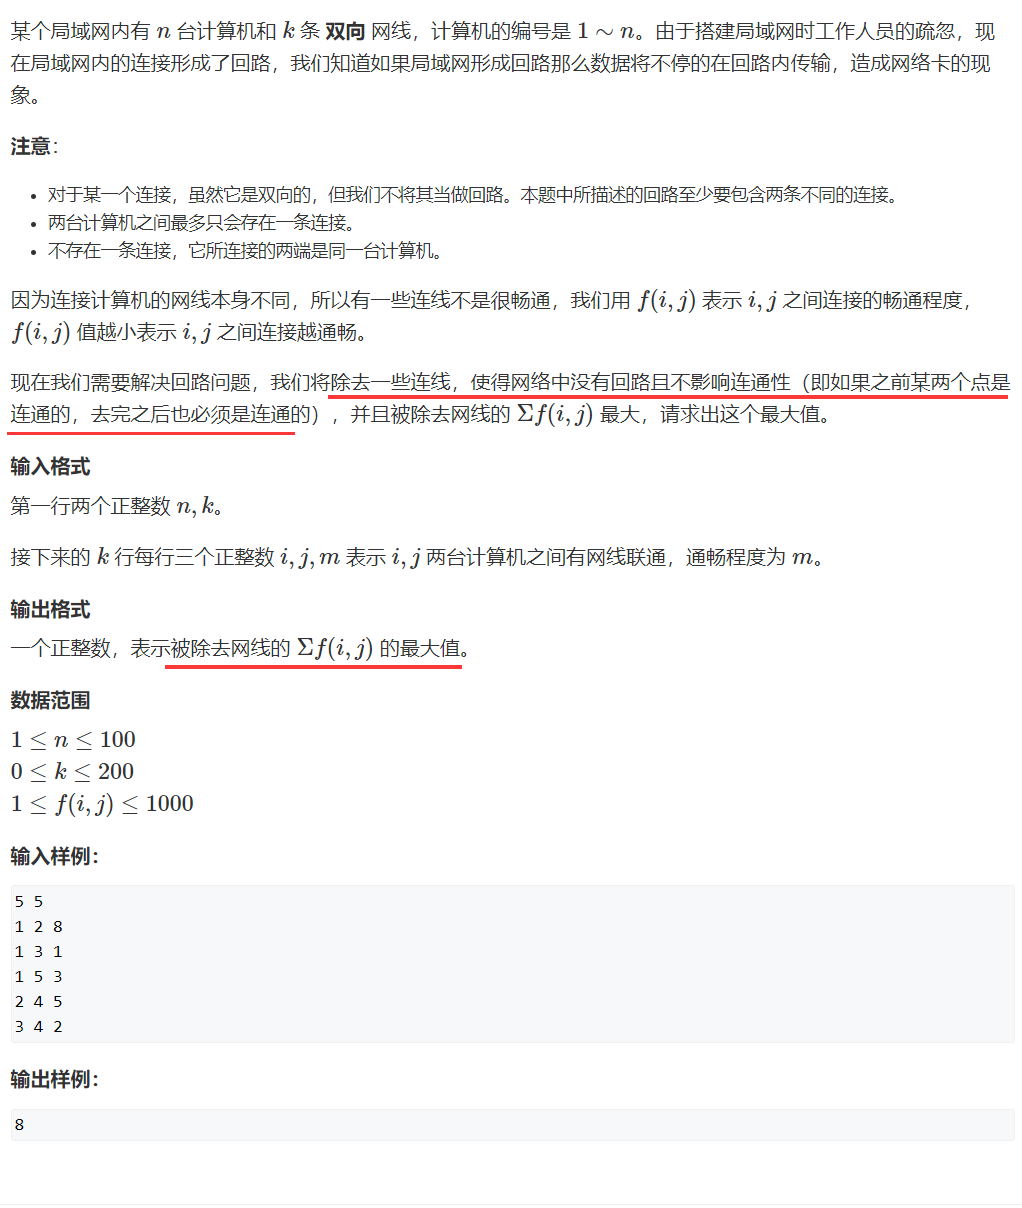 某个局域网内有 n 台计算机和 k 条 双向 网线，计算机的编号是 1 ∼ n。由于搭建局域网时工作人员的疏忽，现
在局域网内的连接形成了回路，我们知道如果局域网形成回路那么数据将不停的在回路内传输，造成网络卡的现
象。
注意：
• 对于某一个连接，虽然它是双向的，但我们不将其当做回路。本题中所描述的回路至少要包含两条不同的连接。
• 两台计算机之间最多只会存在一条连接。
• 不存在一条连接，它所连接的两端是同一台计算机。
因为连接计算机的网线本身不同，所以有一些连线不是很畅通，我们用 f(i, j) 表示 i, j 之间连接的畅通程度，
f(i, j) 值越小表示 i, j 之间连接越通畅。
现在我们需要解决回路问题，我们将除去一些连线，使得网络中没有回路且不影响连通性（即如果之前某两个点是
连通的，去完之后也必须是连通的），并且被除去网线的 Σf(i, j) 最大，请求出这个最大值。
输入格式
第一行两个正整数 n, k。
接下来的 k 行每行三个正整数 i, j, m 表示 i, j 两台计算机之间有网线联通，通畅程度为 m。
输出格式
一个正整数，表示被除去网线的 Σf(i, j) 的最大值。
数据范围
1 ≤ n ≤ 100
0 ≤ k ≤ 200
1 ≤ f(i, j) ≤ 1000
输入样例：
5 5
1 2 8
1 3 1
1 5 3
2 4 5
3 4 2
输出样例：
8